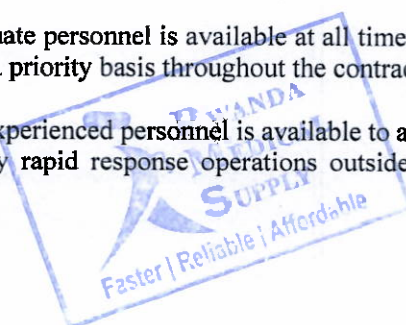 uate personnel is available at all time
priority basis throughout the contrac
xperienced personnel is available to a
y rapid response operations outside
RWANDA
MEDICAL
SUPPLY
Faster | Reliable | Affordable